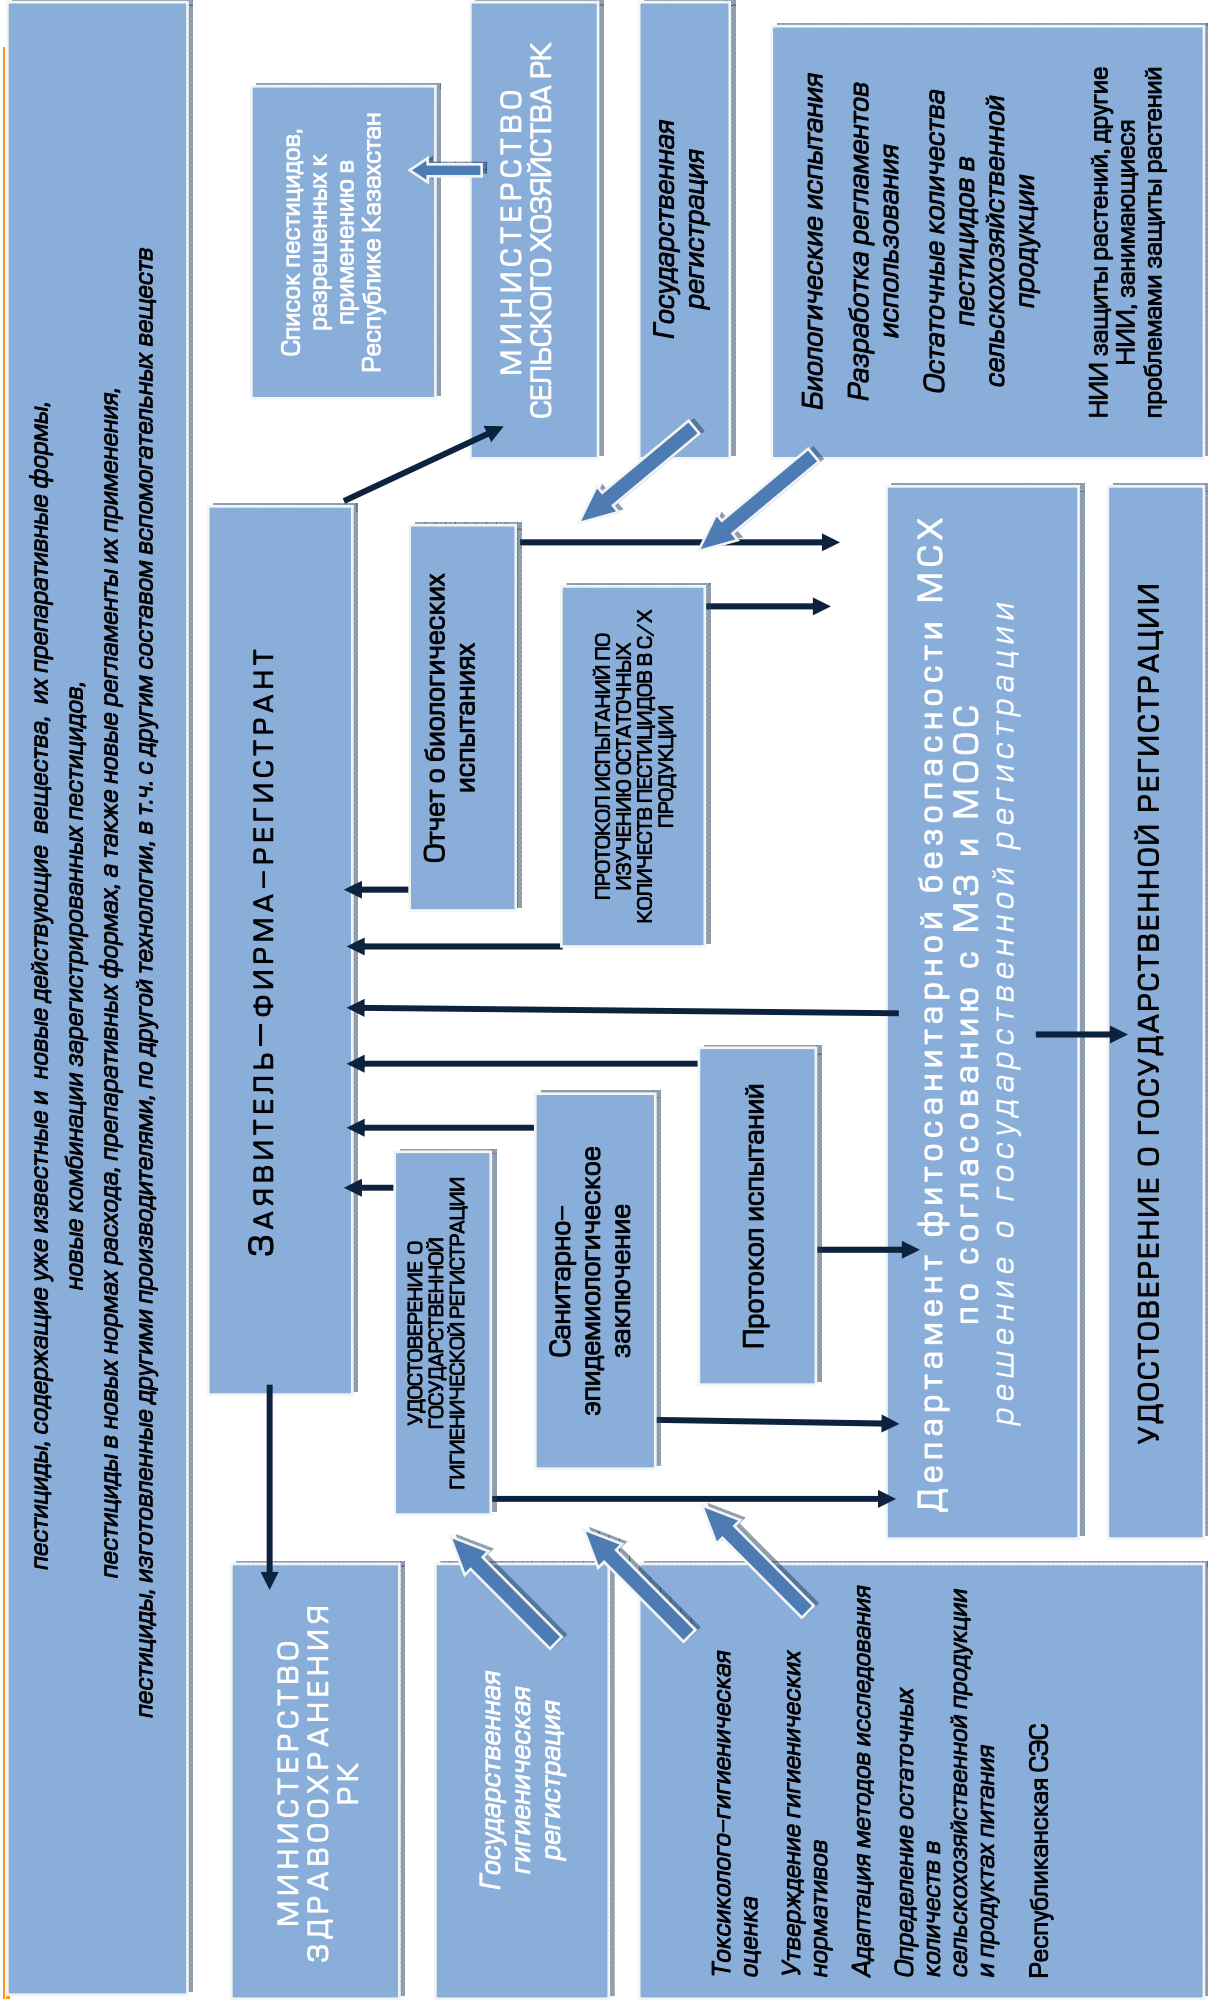 пестициды, содержащие уже известные и новые действующие вещества, их препаративные формы,
новые комбинации зарегистрированных пестицидов,
пестициды в новых нормах расхода, препаративных формах, а также новые регламенты их применения,
пестициды, изготовленные другими производителями, по другой технологии, в т.ч. с другим составом вспомогательных веществ
ЗАЯВИТЕЛЬ—ФИРМА–РЕГИСТРАНТ
Список пестицидов,
разрешенных к
применению в
Республике Казахстан
МИНИСТЕРСТВО
ЗДРАВООХРАНЕНИЯ
РК
МИНИСТЕРСТВО
СЕЛЬСКОГО ХОЗЯЙСТВА РК
УДОСТОВЕРЕНИЕ О
ГОСУДАРСТВЕННОЙ
ГИГИЕНИЧЕСКОЙ РЕГИСТРАЦИИ
Отчет о биологических
испытаниях
Государственная
гигиеническая
регистрация
Санитарно–
эпидемиологическое
заключение
ПРОТОКОЛ ИСПЫТАНИЙ ПО
ИЗУЧЕНИЮ ОСТАТОЧНЫХ
КОЛИЧЕСТВ ПЕСТИЦИДОВ В С/Х
ПРОДУКЦИИ
Государственная
регистрация
Протокол испытаний
Токсиколого–гигиеническая
оценка
Утверждение гигиенических
нормативов
Адаптация методов исследования
Определение остаточных
количеств в
сельскохозяйственной продукции
и продуктах питания
Республиканская СЭС
Биологические испытания
Разработка регламентов
использования
Остаточные количества
пестицидов в
сельскохозяйственной
продукции
НИИ защиты растений, другие
НИИ, занимающиеся
проблемами защиты растений
Департамент фитосанитарной безопасности МСХ
по согласованию с МЗ и МООС
решение о государственной регистрации
УДОСТОВЕРЕНИЕ О ГОСУДАРСТВЕННОЙ РЕГИСТРАЦИИ